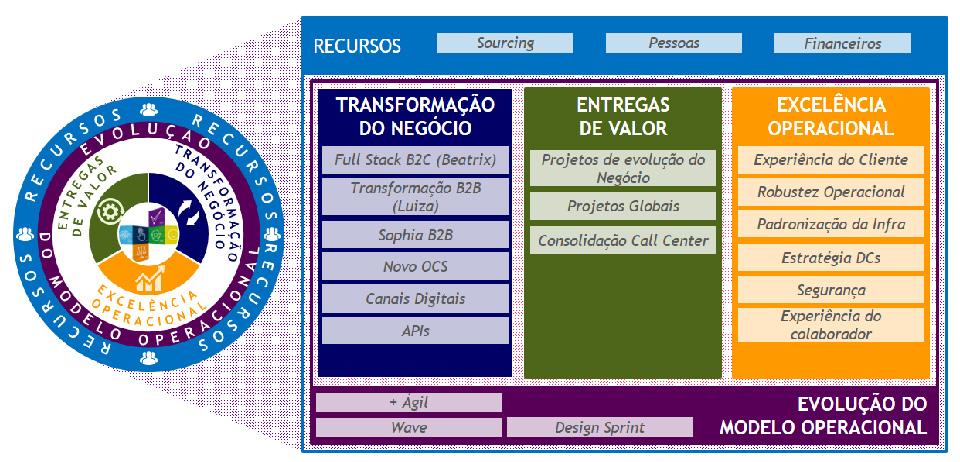 RECURSOS
RECURSOS
RECURSOS
RECURSOS
EVOLUÇÃO
DO MODELO OPERACIONAL
ENTREGAS
DE VALOR
TRANSFORMAÇÃO
DO NEGÓCIO
EXCELÊNCIA
OPERACIONAL
RECURSOS
Sourcing
Pessoas
Financeiros
TRANSFORMAÇÃO
DO NEGÓCIO
Full Stack B2C (Beatrix)
Transformação B2B
(Luiza)
Sophia B2B
Novo OCS
Canais Digitais
APIs
ENTREGAS
DE VALOR
Projetos de evolução do
Negócio
Projetos Globais
Consolidação Call Center
EXCELÊNCIA
OPERACIONAL
Experiência do Cliente
Robustez Operacional
Padronização da Infra
Estratégia DCs
Segurança
Experiência do
colaborador
+ Ágil
Wave
Design Sprint
EVOLUÇÃO DO
MODELO OPERACIONAL